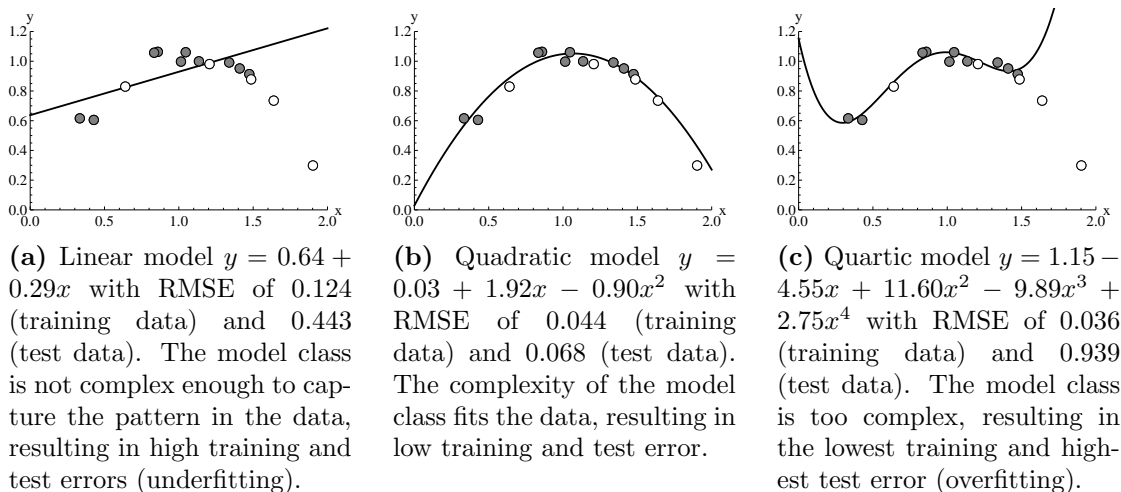 y
1.2
1.0
0.8
0.6
0.4
0.2
0.0
0.0 0.5 1.0 1.5 2.0
x
y
1.2
1.0
0.8
0.6
0.4
0.2
0.0
0.0 0.5 1.0 1.5 2.0
x
y
1.2
1.0
0.8
0.6
0.4
0.2
0.0
0.0 0.5 1.0 1.5 2.0
x
(a) Linear model y = 0.64 +
0.29x with RMSE of 0.124
(training data) and 0.443
(test data). The model class
is not complex enough to cap-
ture the pattern in the data,
resulting in high training and
test errors (underfitting).
(b) Quadratic model y =
0.03 + 1.92x − 0.90x² with
RMSE of 0.044 (training
data) and 0.068 (test data).
The complexity of the model
class fits the data, resulting in
low training and test error.
(c) Quartic model y = 1.15 −
4.55x + 11.60x² − 9.89x³ +
2.75x⁴ with RMSE of 0.036
(training data) and 0.939
(test data). The model class
is too complex, resulting in
the lowest training and high-
est test error (overfitting).